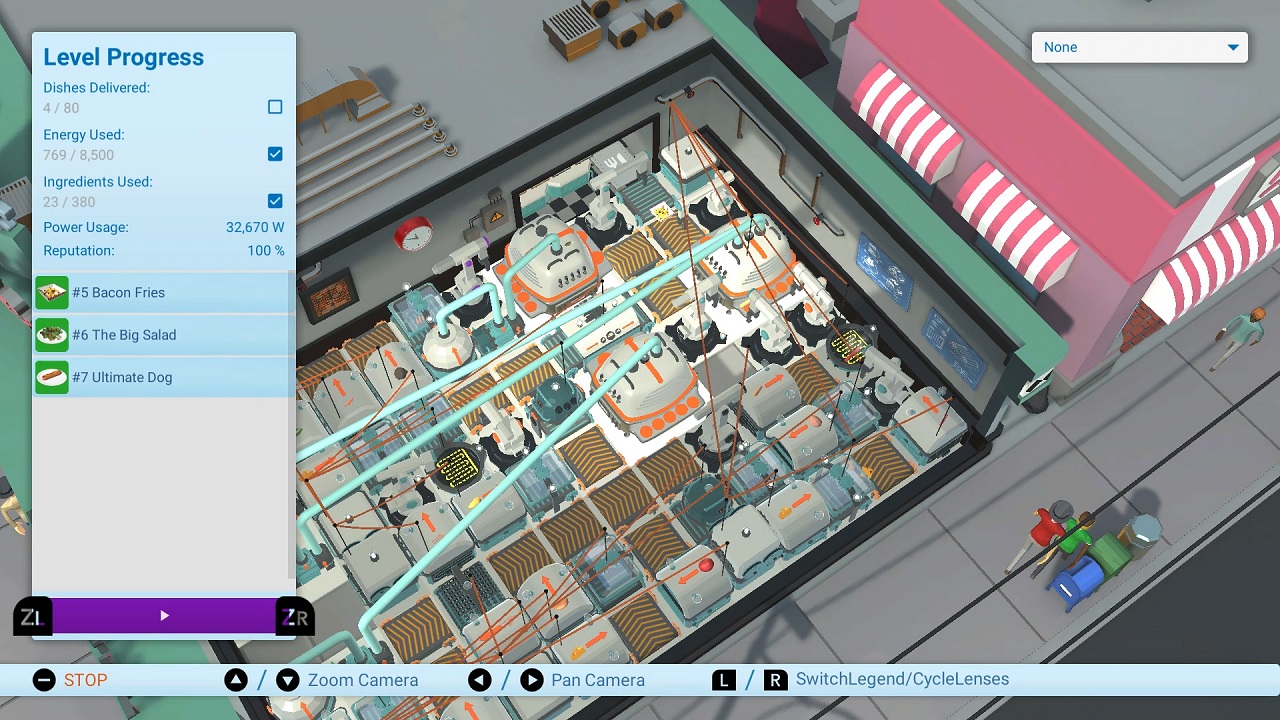 Level Progress
Dishes Delivered:
4 / 80
Energy Used:
769 / 8,500
Ingredients Used:
23 / 380
Power Usage: 32,670 W
Reputation: 100 %
#5 Bacon Fries
#6 The Big Salad
#7 Ultimate Dog
None
ZL
ZR
STOP
/ Zoom Camera
/ Pan Camera
L / R SwitchLegend/CycleLenses